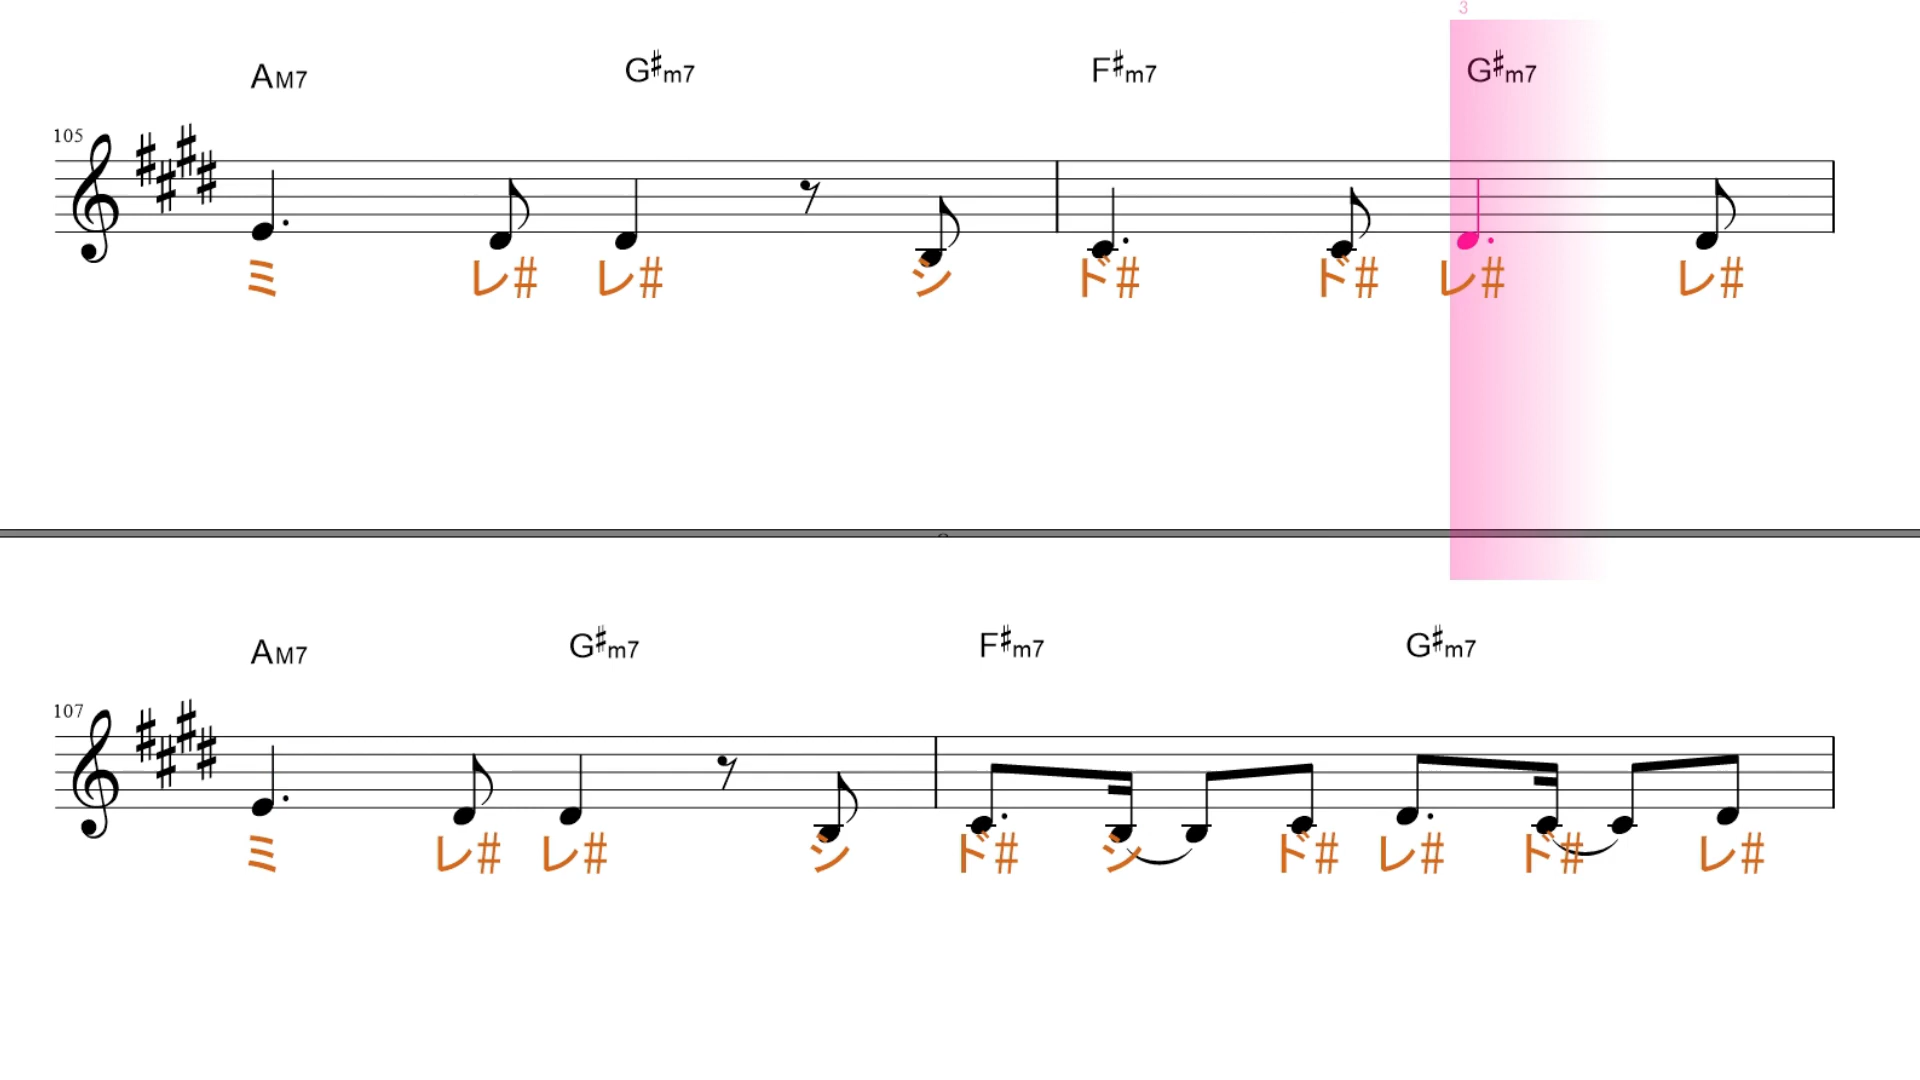 3
AM7 G♯m7 F♯m7 G♯m7
105
ミ レ# レ# シ ド# ド# レ# レ#
AM7 G♯m7 F♯m7 G♯m7
107
ミ レ# レ# シ ド# シ ド# レ# ド# レ#